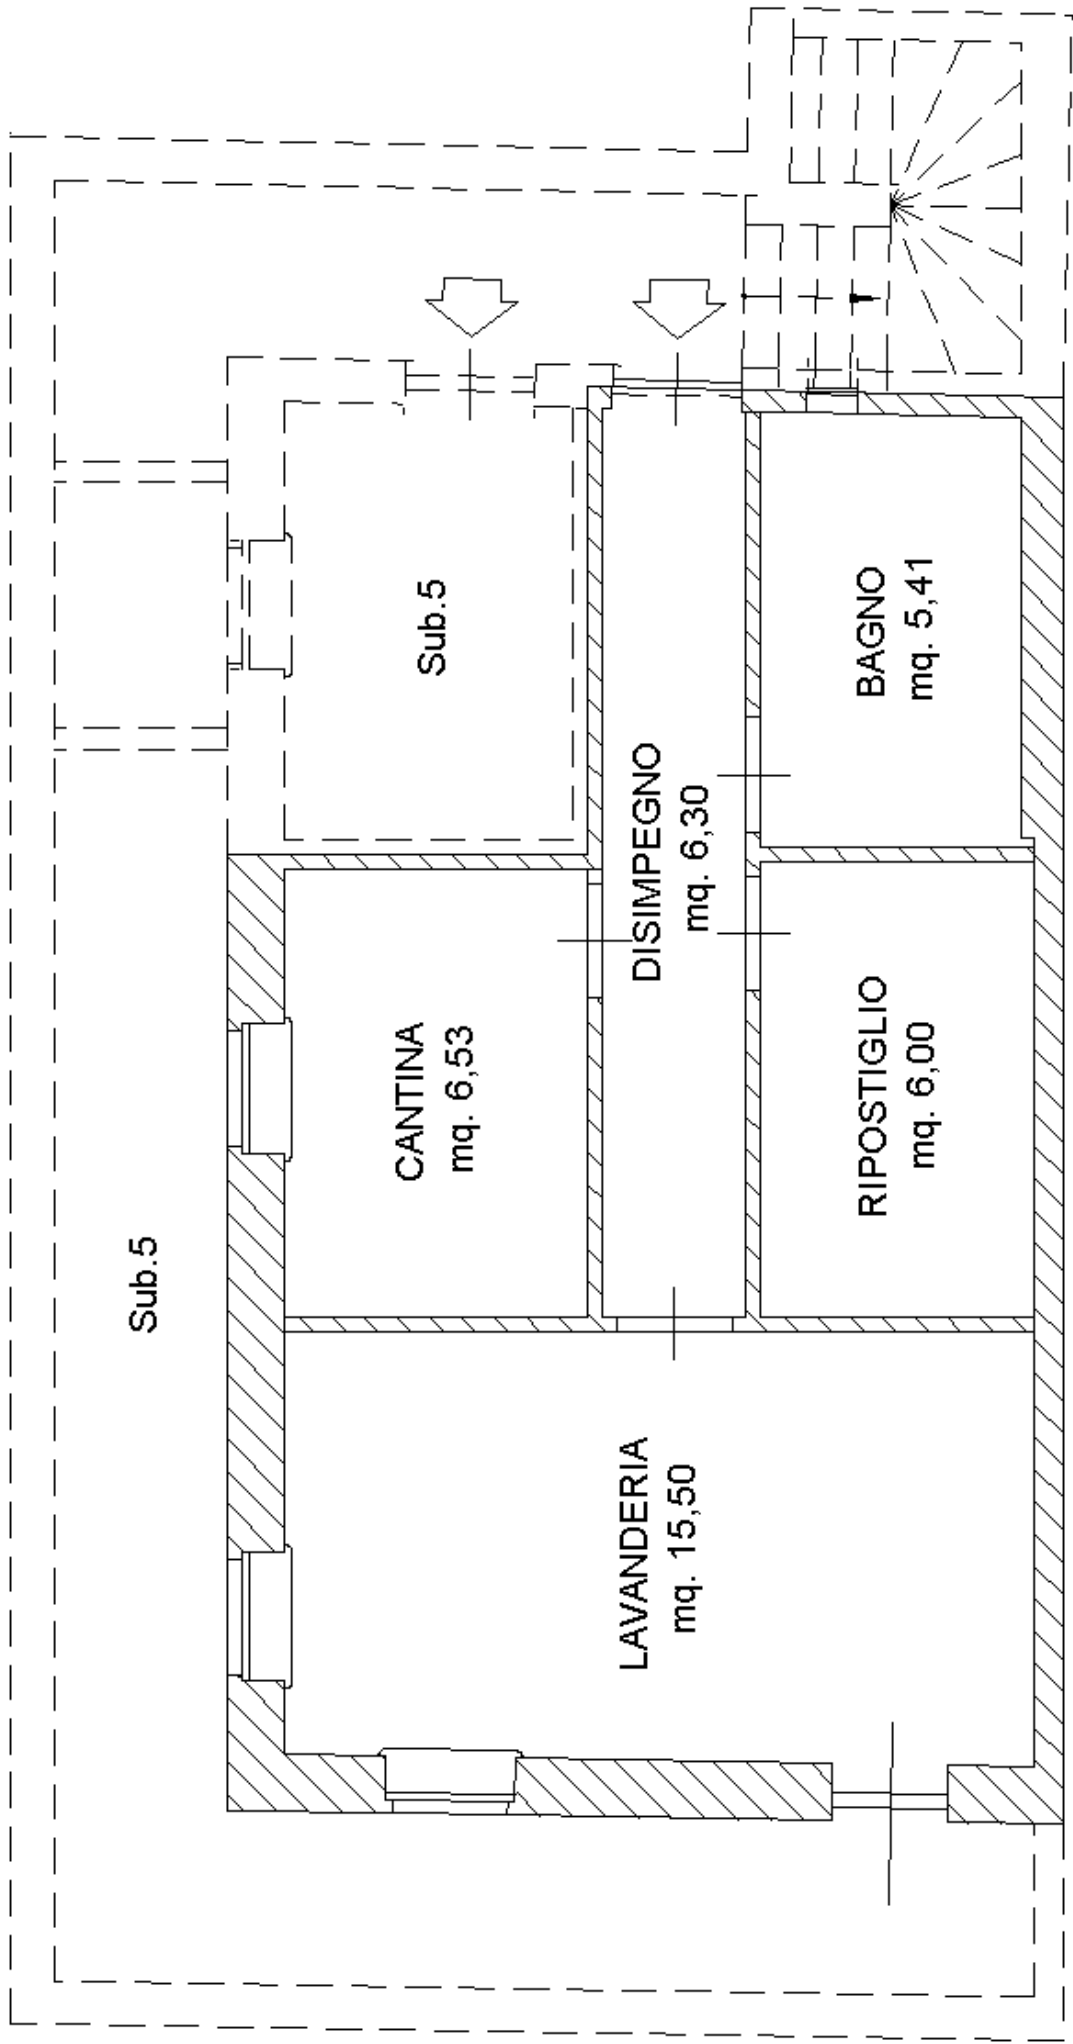 Sub.5
Sub.5
CANTINA
mq. 6,53
DISIMPEGNO
mq. 6,30
BAGNO
mq. 5,41
RIPOSTIGLIO
mq. 6,00
LAVANDERIA
mq. 15,50